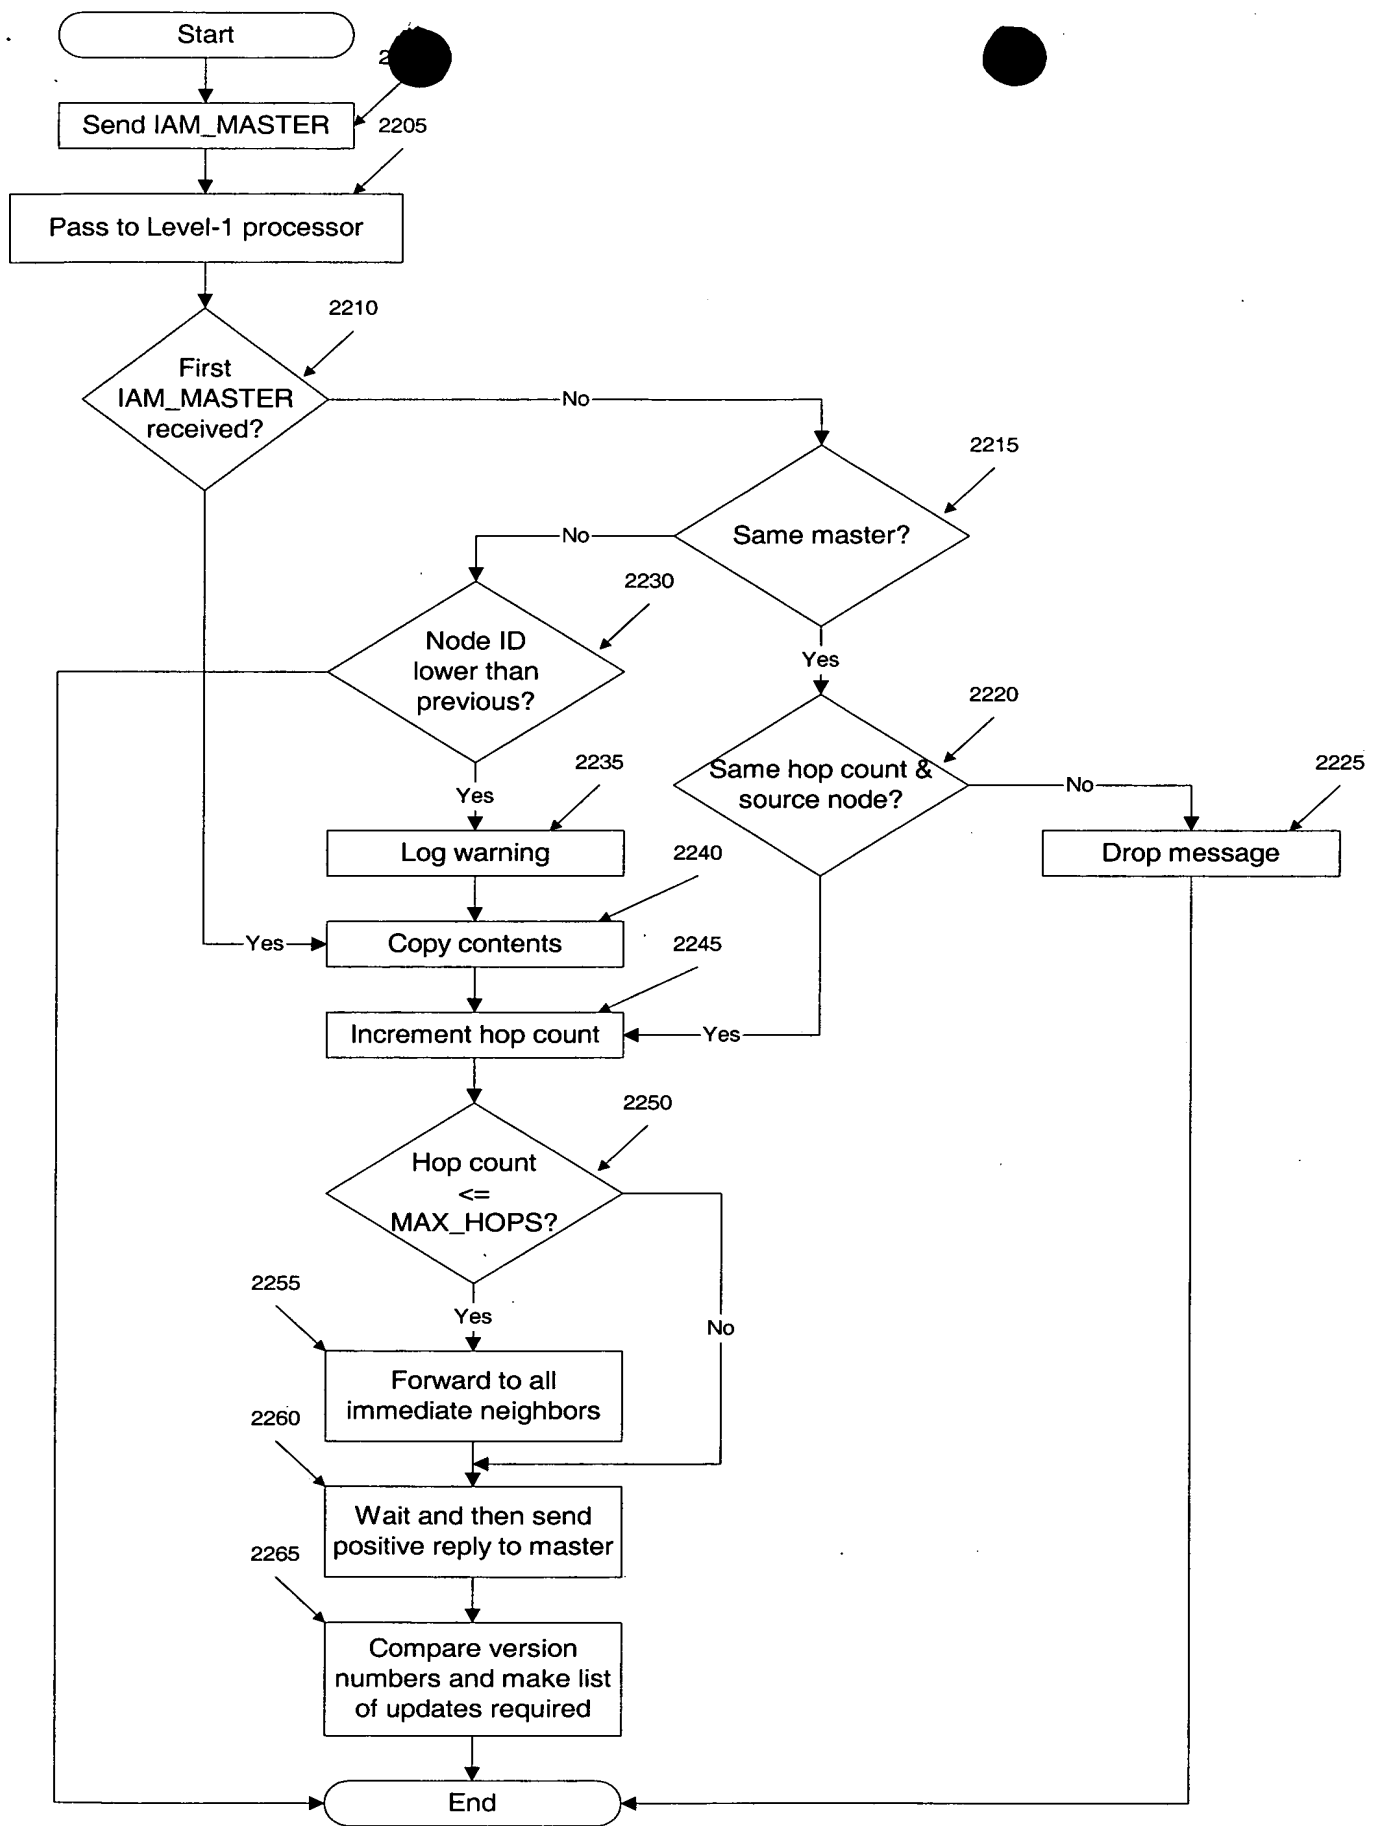 Start
Send IAM_MASTER
2205
Pass to Level-1 processor
2210
First
IAM_MASTER
received?
No
2215
Same master?
No
2230
Node ID
lower than
previous?
Yes
2220
Same hop count &
source node?
No
2225
Drop message
Yes
2235
Log warning
2240
Copy contents
Yes
2245
Increment hop count
Yes
2250
Hop count
<=
MAX_HOPS?
2255
Yes
No
Forward to all
immediate neighbors
2260
Wait and then send
positive reply to master
2265
Compare version
numbers and make list
of updates required
End